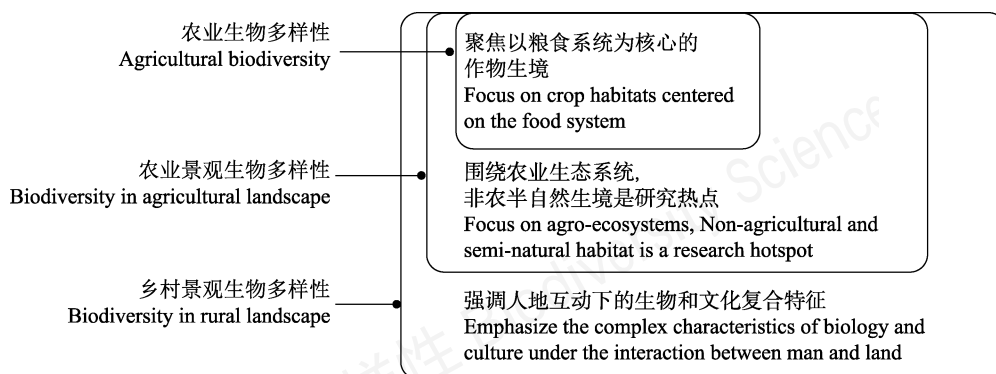 农业生物多样性
Agricultural biodiversity
聚焦以粮食系统为核心的
作物生境
Focus on crop habitats centered
on the food system
农业景观生物多样性
Biodiversity in agricultural landscape
围绕农业生态系统,
非农半自然生境是研究热点
Focus on agro-ecosystems, Non-agricultural and
semi-natural habitat is a research hotspot
乡村景观生物多样性
Biodiversity in rural landscape
强调人地互动下的生物和文化复合特征
Emphasize the complex characteristics of biology and
culture under the interaction between man and land
样性 Biodiversity Science